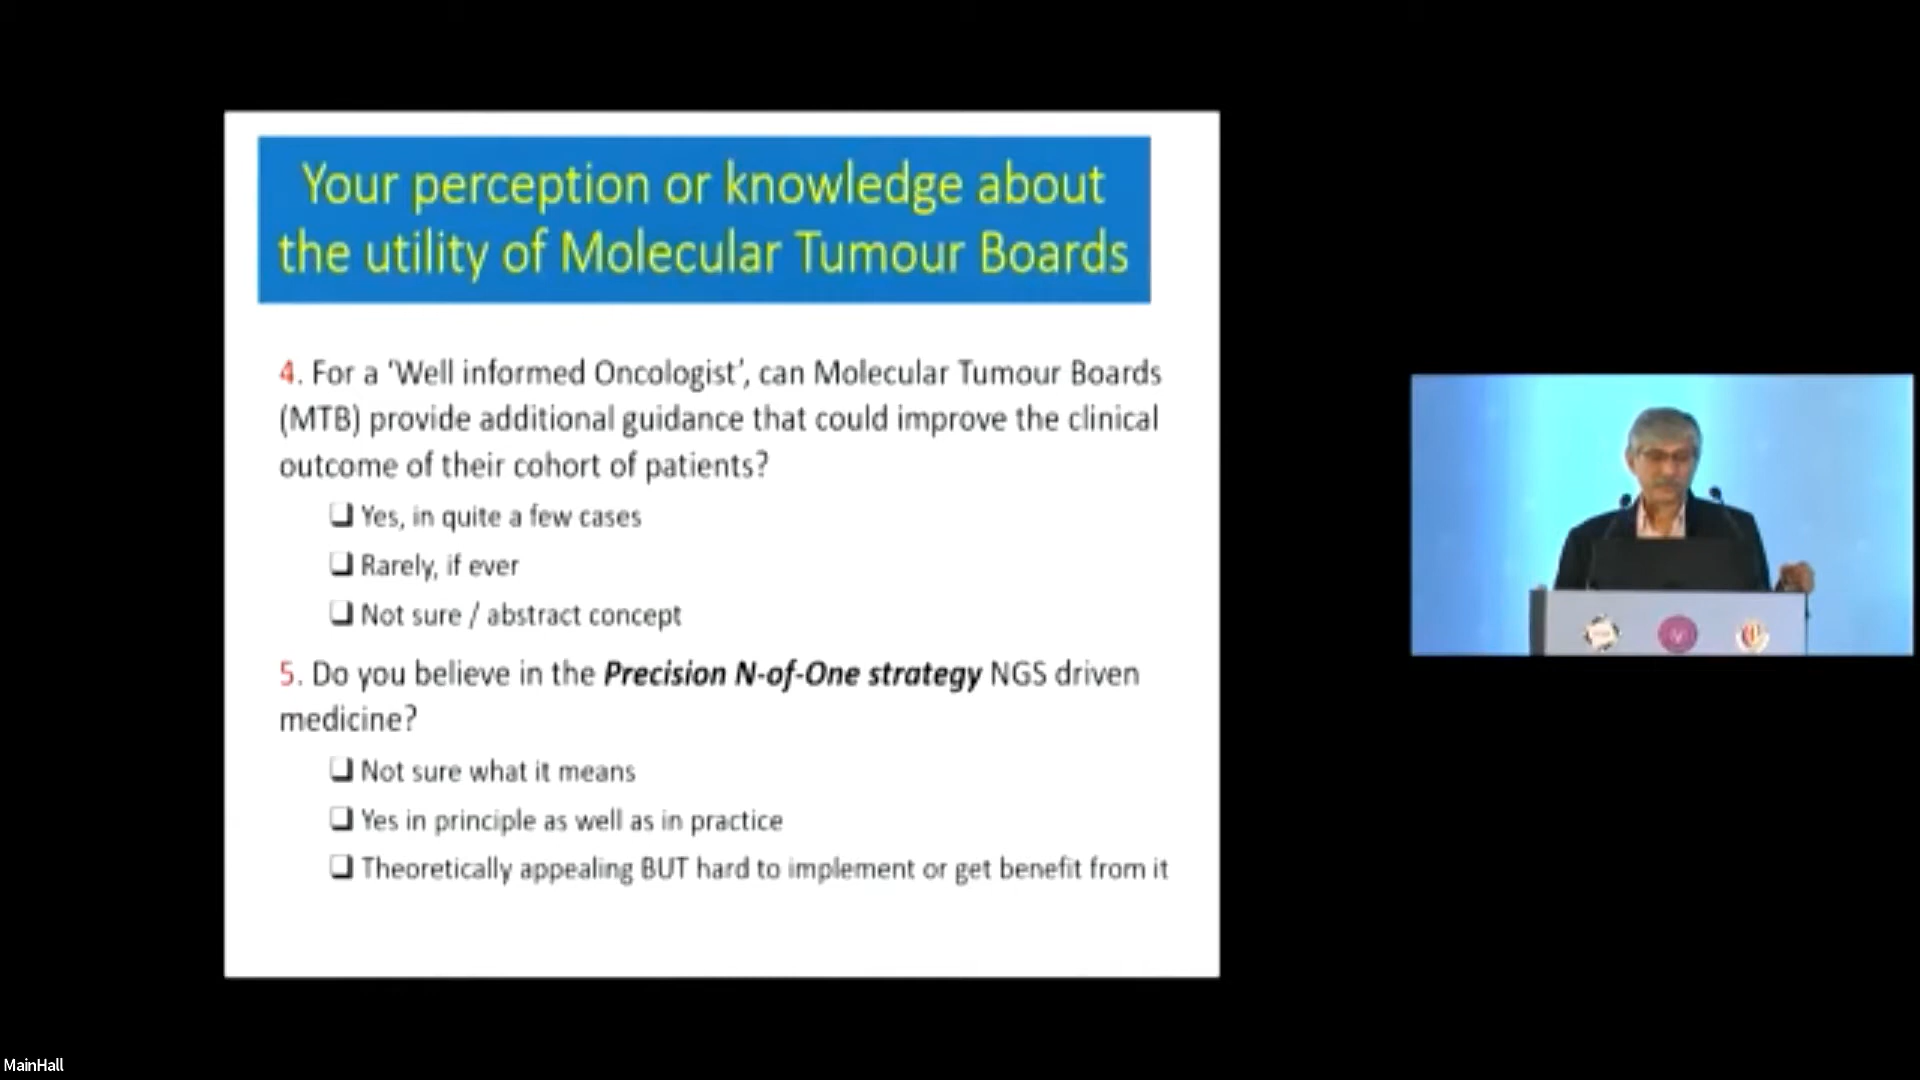 Your perception or knowledge about
the utility of Molecular Tumour Boards
4. For a ‘Well informed Oncologist’, can Molecular Tumour Boards
(MTB) provide additional guidance that could improve the clinical
outcome of their cohort of patients?
❑ Yes, in quite a few cases
❑ Rarely, if ever
❑ Not sure / abstract concept
5. Do you believe in the Precision N-of-One strategy NGS driven
medicine?
❑ Not sure what it means
❑ Yes in principle as well as in practice
❑ Theoretically appealing BUT hard to implement or get benefit from it
MainHall